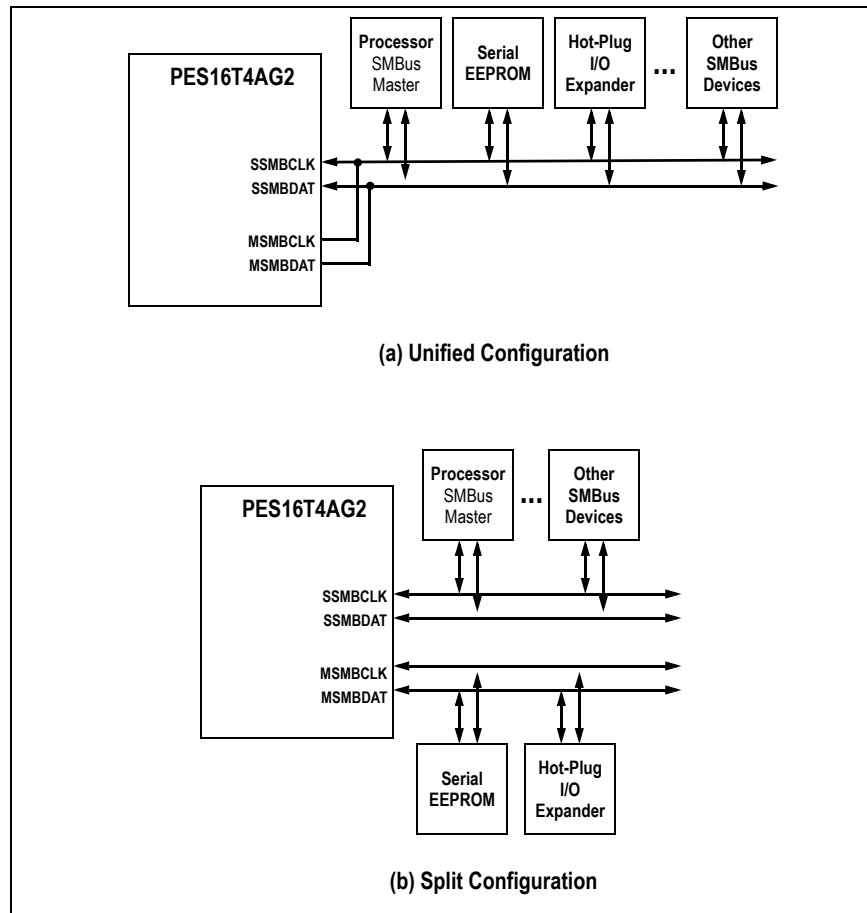 Processor
SMBus
Master
Serial
EEPROM
Hot-Plug
I/O
Expander
...
Other
SMBus
Devices
PES16T4AG2
SSMBCLK
SSMBDAT
MSMBCLK
MSMBDAT
(a) Unified Configuration
Processor
SMBus
Master
...
Other
SMBus
Devices
PES16T4AG2
SSMBCLK
SSMBDAT
MSMBCLK
MSMBDAT
Serial
EEPROM
Hot-Plug
I/O
Expander
(b) Split Configuration